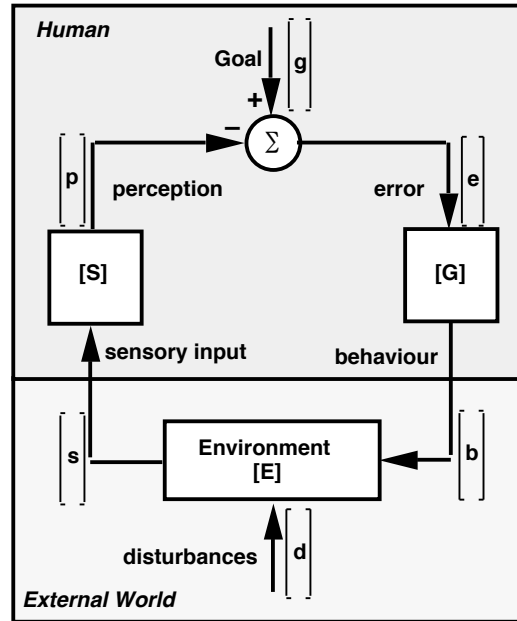 Human
Goal
g
+
−
Σ
p
perception
error
e
[S]
[G]
sensory input
behaviour
Environment
[E]
s
b
disturbances
d
External World